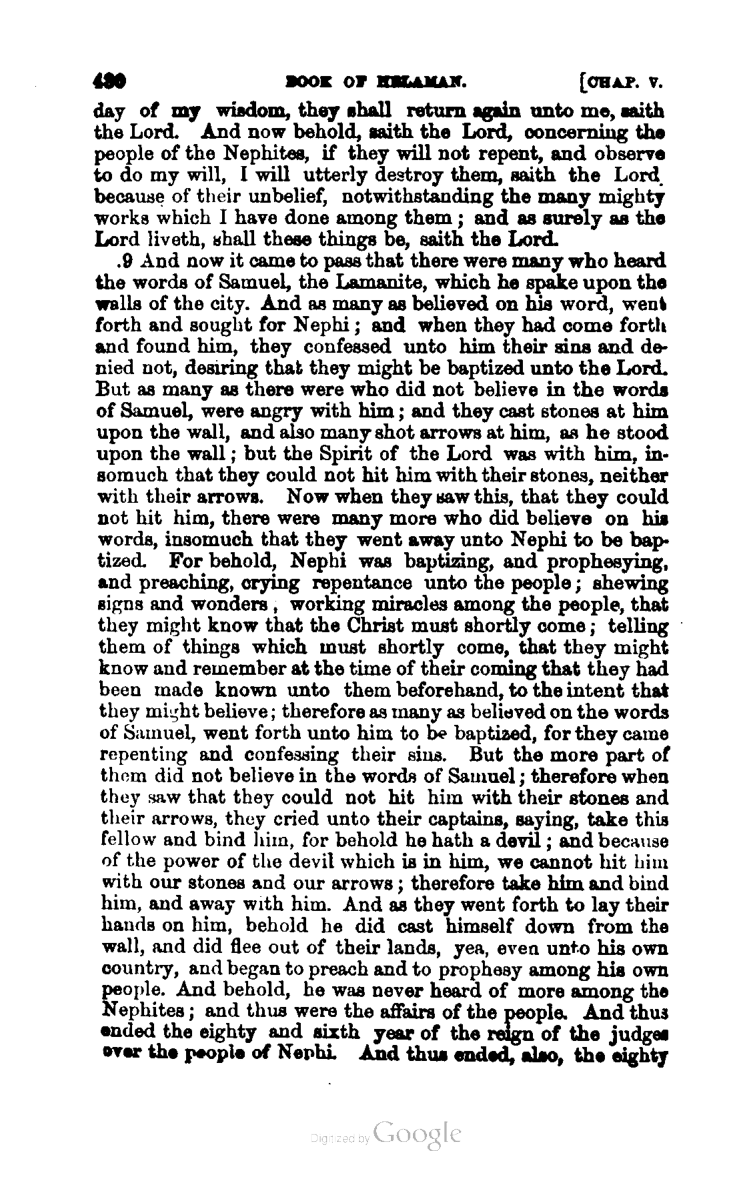 430 BOOK OF HELAMAN. [CHAP. V.
day of my wisdom, they shall return again unto me, saith
the Lord. And now behold, saith the Lord, concerning the
people of the Nephites, if they will not repent, and observe
to do my will, I will utterly destroy them, saith the Lord
because of their unbelief, notwithstanding the many mighty
works which I have done among them; and as surely as the
Lord liveth, shall these things be, saith the Lord.
.9 And now it came to pass that there were many who heard
the words of Samuel, the Lamanite, which he spake upon the
walls of the city. And as many as believed on his word, went
forth and sought for Nephi; and when they had come forth
and found him, they confessed unto him their sins and de-
nied not, desiring that they might be baptized unto the Lord.
But as many as there were who did not believe in the words
of Samuel, were angry with him; and they cast stones at him
upon the wall, and also many shot arrows at him, as he stood
upon the wall; but the Spirit of the Lord was with him, in-
somuch that they could not hit him with their stones, neither
with their arrows. Now when they saw this, that they could
not hit him, there were many more who did believe on his
words, insomuch that they went away unto Nephi to be bap-
tized. For behold, Nephi was baptizing, and prophesying,
and preaching, crying repentance unto the people; shewing
signs and wonders, working miracles among the people, that
they might know that the Christ must shortly come; telling
them of things which must shortly come, that they might
know and remember at the time of their coming that they had
been made known unto them beforehand, to the intent that
they might believe; therefore as many as believed on the words
of Samuel, went forth unto him to be baptized, for they came
repenting and confessing their sins. But the more part of
them did not believe in the words of Samuel; therefore when
they saw that they could not hit him with their stones and
their arrows, they cried unto their captains, saying, take this
fellow and bind him, for behold he hath a devil; and because
of the power of the devil which is in him, we cannot hit him
with our stones and our arrows; therefore take him and bind
him, and away with him. And as they went forth to lay their
hands on him, behold he did cast himself down from the
wall, and did flee out of their lands, yea, even unto his own
country, and began to preach and to prophesy among his own
people. And behold, he was never heard of more among the
Nephites; and thus were the affairs of the people. And thus
ended the eighty and sixth year of the reign of the judges
over the people of Nephi. And thus ended, also, the eighty
Digitized by Google